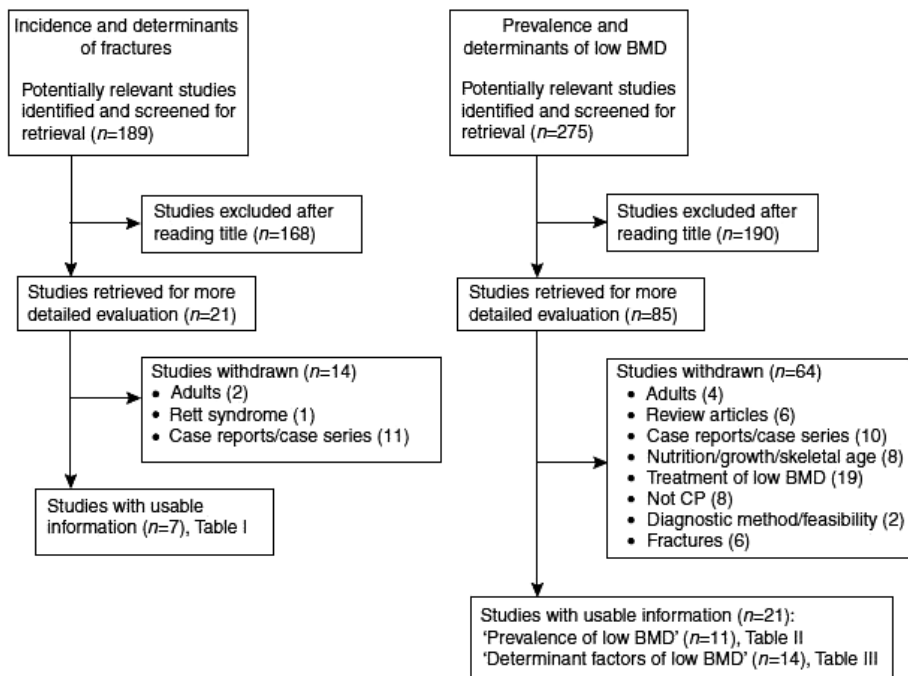 Incidence and determinants
of fractures
Potentially relevant studies
identified and screened for
retrieval (n=189)
Studies excluded after
reading title (n=168)
Studies retrieved for more
detailed evaluation (n=21)
Studies withdrawn (n=14)
• Adults (2)
• Rett syndrome (1)
• Case reports/case series (11)
Studies with usable
information (n=7), Table I
Prevalence and
determinants of low BMD
Potentially relevant studies
identified and screened for
retrieval (n=275)
Studies excluded after
reading title (n=190)
Studies retrieved for more
detailed evaluation (n=85)
Studies withdrawn (n=64)
• Adults (4)
• Review articles (6)
• Case reports/case series (10)
• Nutrition/growth/skeletal age (8)
• Treatment of low BMD (19)
• Not CP (8)
• Diagnostic method/feasibility (2)
• Fractures (6)
Studies with usable information (n=21):
‘Prevalence of low BMD’ (n=11), Table II
‘Determinant factors of low BMD’ (n=14), Table III